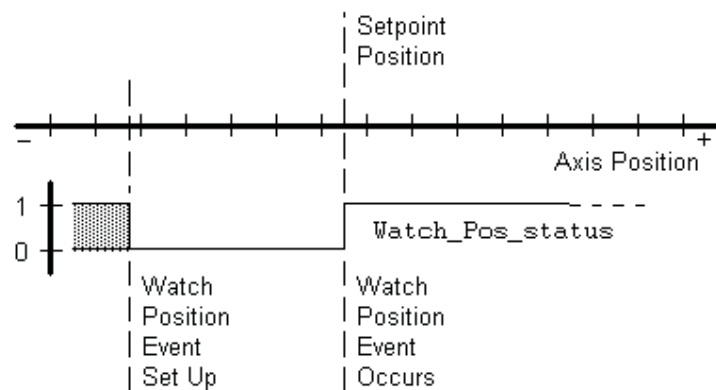 Setpoint
Position
–
+
Axis Position
1
0
Watch_Pos_status
Watch
Position
Event
Set Up
Watch
Position
Event
Occurs